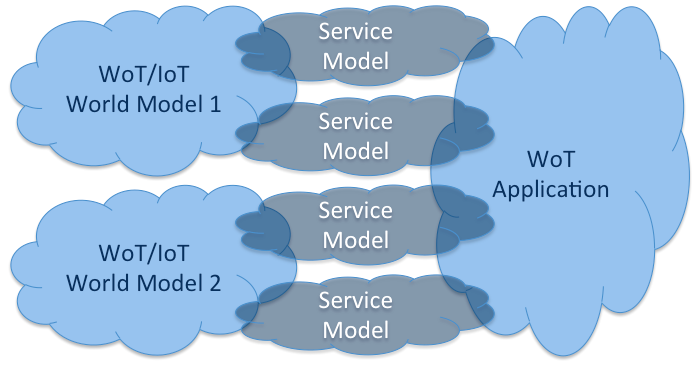 WoT/IoT
World Model 1
Service
Model
Service
Model
WoT
Application
WoT/IoT
World Model 2
Service
Model
Service
Model